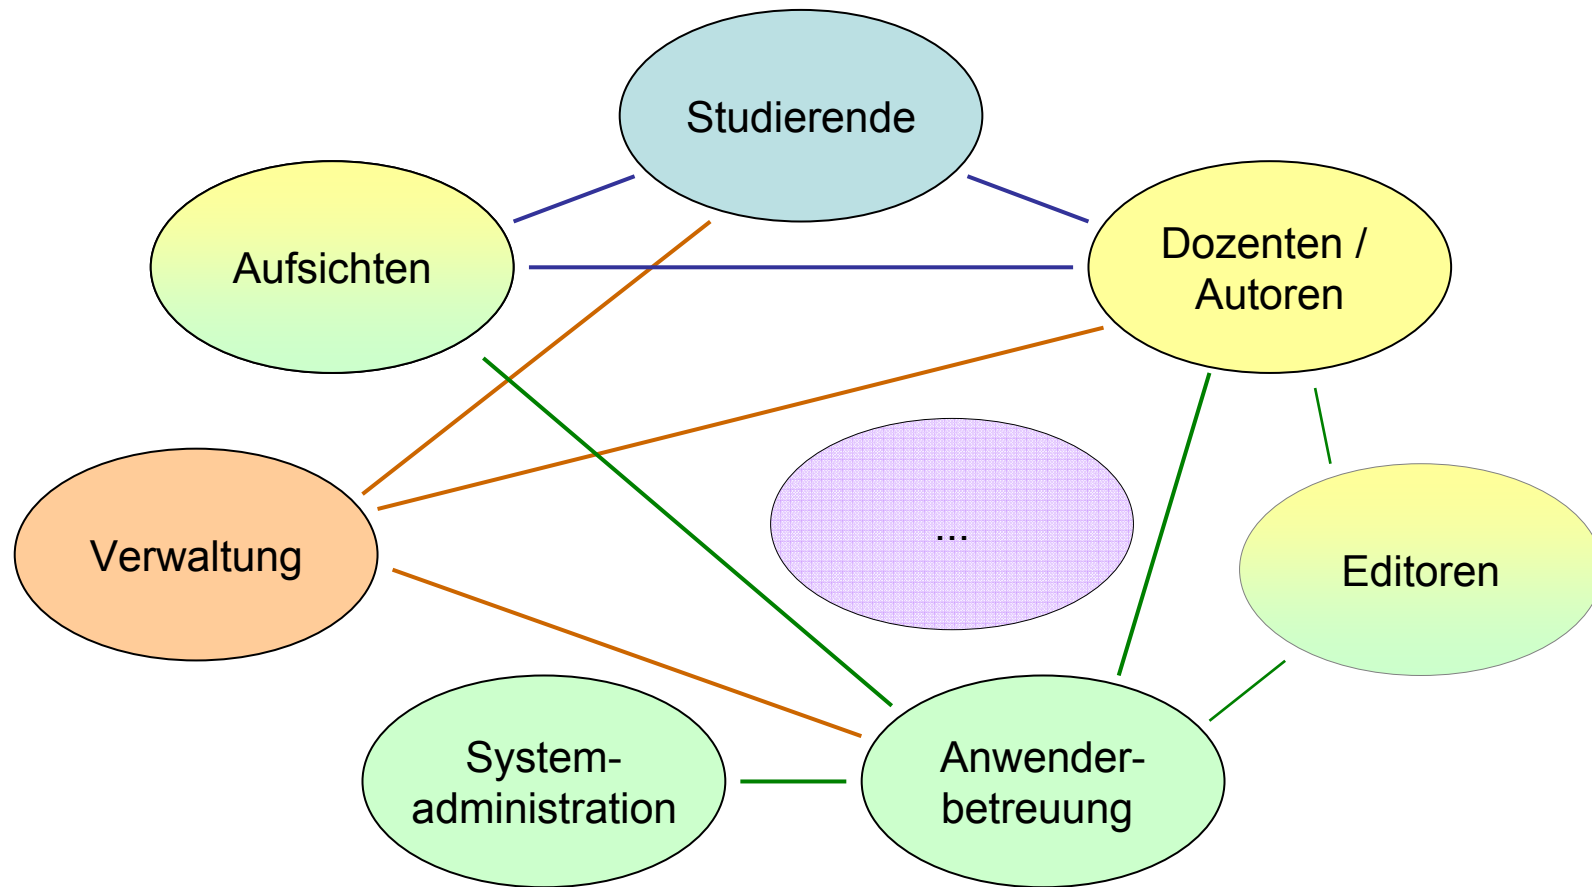 Studierende
Aufsichten
Dozenten /
Autoren
...
Verwaltung
Editoren
System-
administration
Anwender-
betreuung